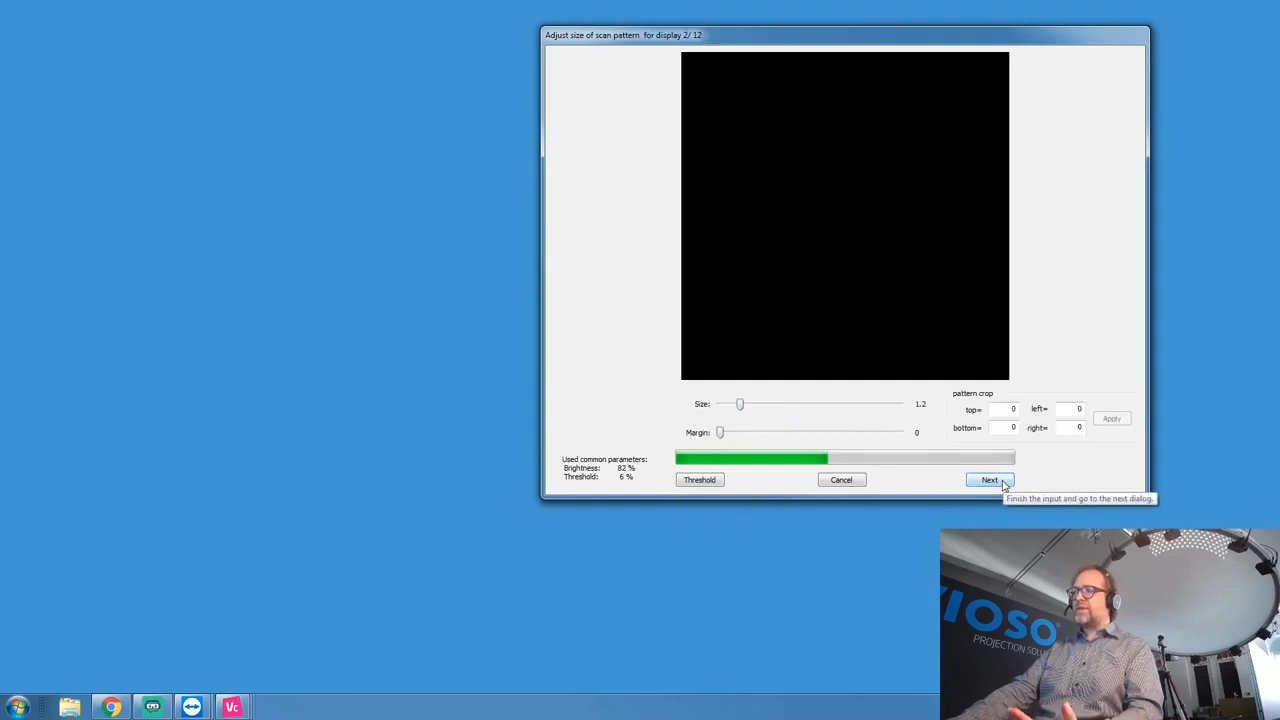 Adjust size of scan pattern for display 2/ 12
Size:
1.2
Margin:
0
pattern crop
top=
0
left=
0
bottom=
0
right=
0
Apply
Used common parameters:
Brightness: 82 %
Threshold: 6 %
Threshold
Cancel
Next
Finish the input and go to the next dialog.
VIOSO®
Vc